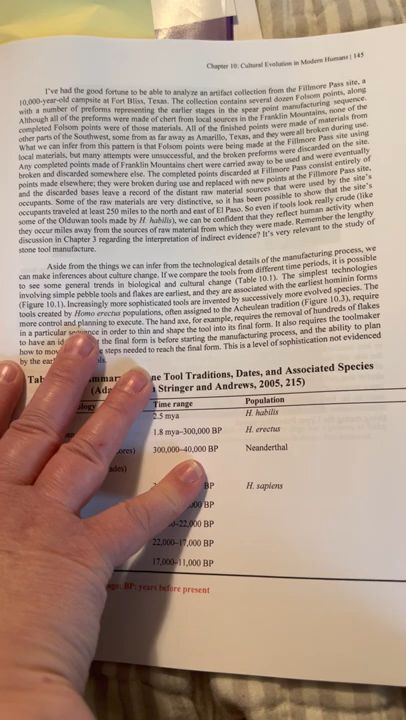 Chapter 10: Cultural Evolution in Modern Humans | 145
I've had the good fortune to be able to analyze an artifact collection from the Fillmore Pass site, a
10,000-year-old campsite at Fort Bliss, Texas. The collection contains several dozen Folsom points, along
with a number of preforms representing the earlier stages in the spear point manufacturing sequence.
Although all of the preforms were made of chert from local sources in the Franklin Mountains, none of the
completed Folsom points were of those materials. All of the finished points were made of materials from
other parts of the Southwest, some from as far away as Amarillo, Texas, and they were all broken during use.
What we can infer from this pattern is that Folsom points were being made at the Fillmore Pass site using
local materials, but many attempts were unsuccessful, and the broken preforms were discarded on the site.
Any completed points made of Franklin Mountains chert were carried away to be used and were eventually
broken and discarded somewhere else. The completed points discarded at Fillmore Pass consist entirely of
points made elsewhere; they were broken during use and replaced with new points at the Fillmore Pass site,
and the discarded bases leave a record of the distant raw material sources that were used by the site's
occupants. Some of the raw materials are very distinctive, so it has been possible to show that the site's
occupants traveled at least 250 miles to the north and east of El Paso. So even if tools look really crude (like
some of the Olduwan tools made by H. habilis), we can be confident that they reflect human activity when
they occur miles away from the sources of raw material from which they were made. Remember the lengthy
discussion in Chapter 3 regarding the interpretation of indirect evidence? It's very relevant to the study of
stone tool manufacture.
Aside from the things we can infer from the technological details of the manufacturing process, we
can make inferences about culture change. If we compare the tools from different time periods, it is possible
to see some general trends in biological and cultural change (Table 10.1). The simplest technologies
involving simple pebble tools and flakes are earliest, and they are associated with the earliest hominin forms
(Figure 10.1). Increasingly more sophisticated tools are invented by successively more evolved species. The
tools created by Homo erectus populations, often assigned to the Acheulean tradition (Figure 10.3), require
more control and planning to execute. The hand axe, for example, requires the removal of hundreds of flakes
in a particular sequence in order to thin and shape the tool into its final form. It also requires the toolmaker
to have an id t the final form is before starting the manufacturing process, and the ability to plan
how to mov e steps needed to reach the final form. This is a level of sophistication not evidenced
by the ear ls.
Tab mmar ne Tool Traditions, Dates, and Associated Species
(Ada Stringer and Andrews, 2005, 215)
logy Time range Population
2.5 mya H. habilis
1.8 mya–300,000 BP H. erectus
ores) 300,000–40,000 BP Neanderthal
ades)
BP H. sapiens
00 BP
0–22,000 BP
22,000–17,000 BP
17,000–11,000 BP
ago; BP: years before present